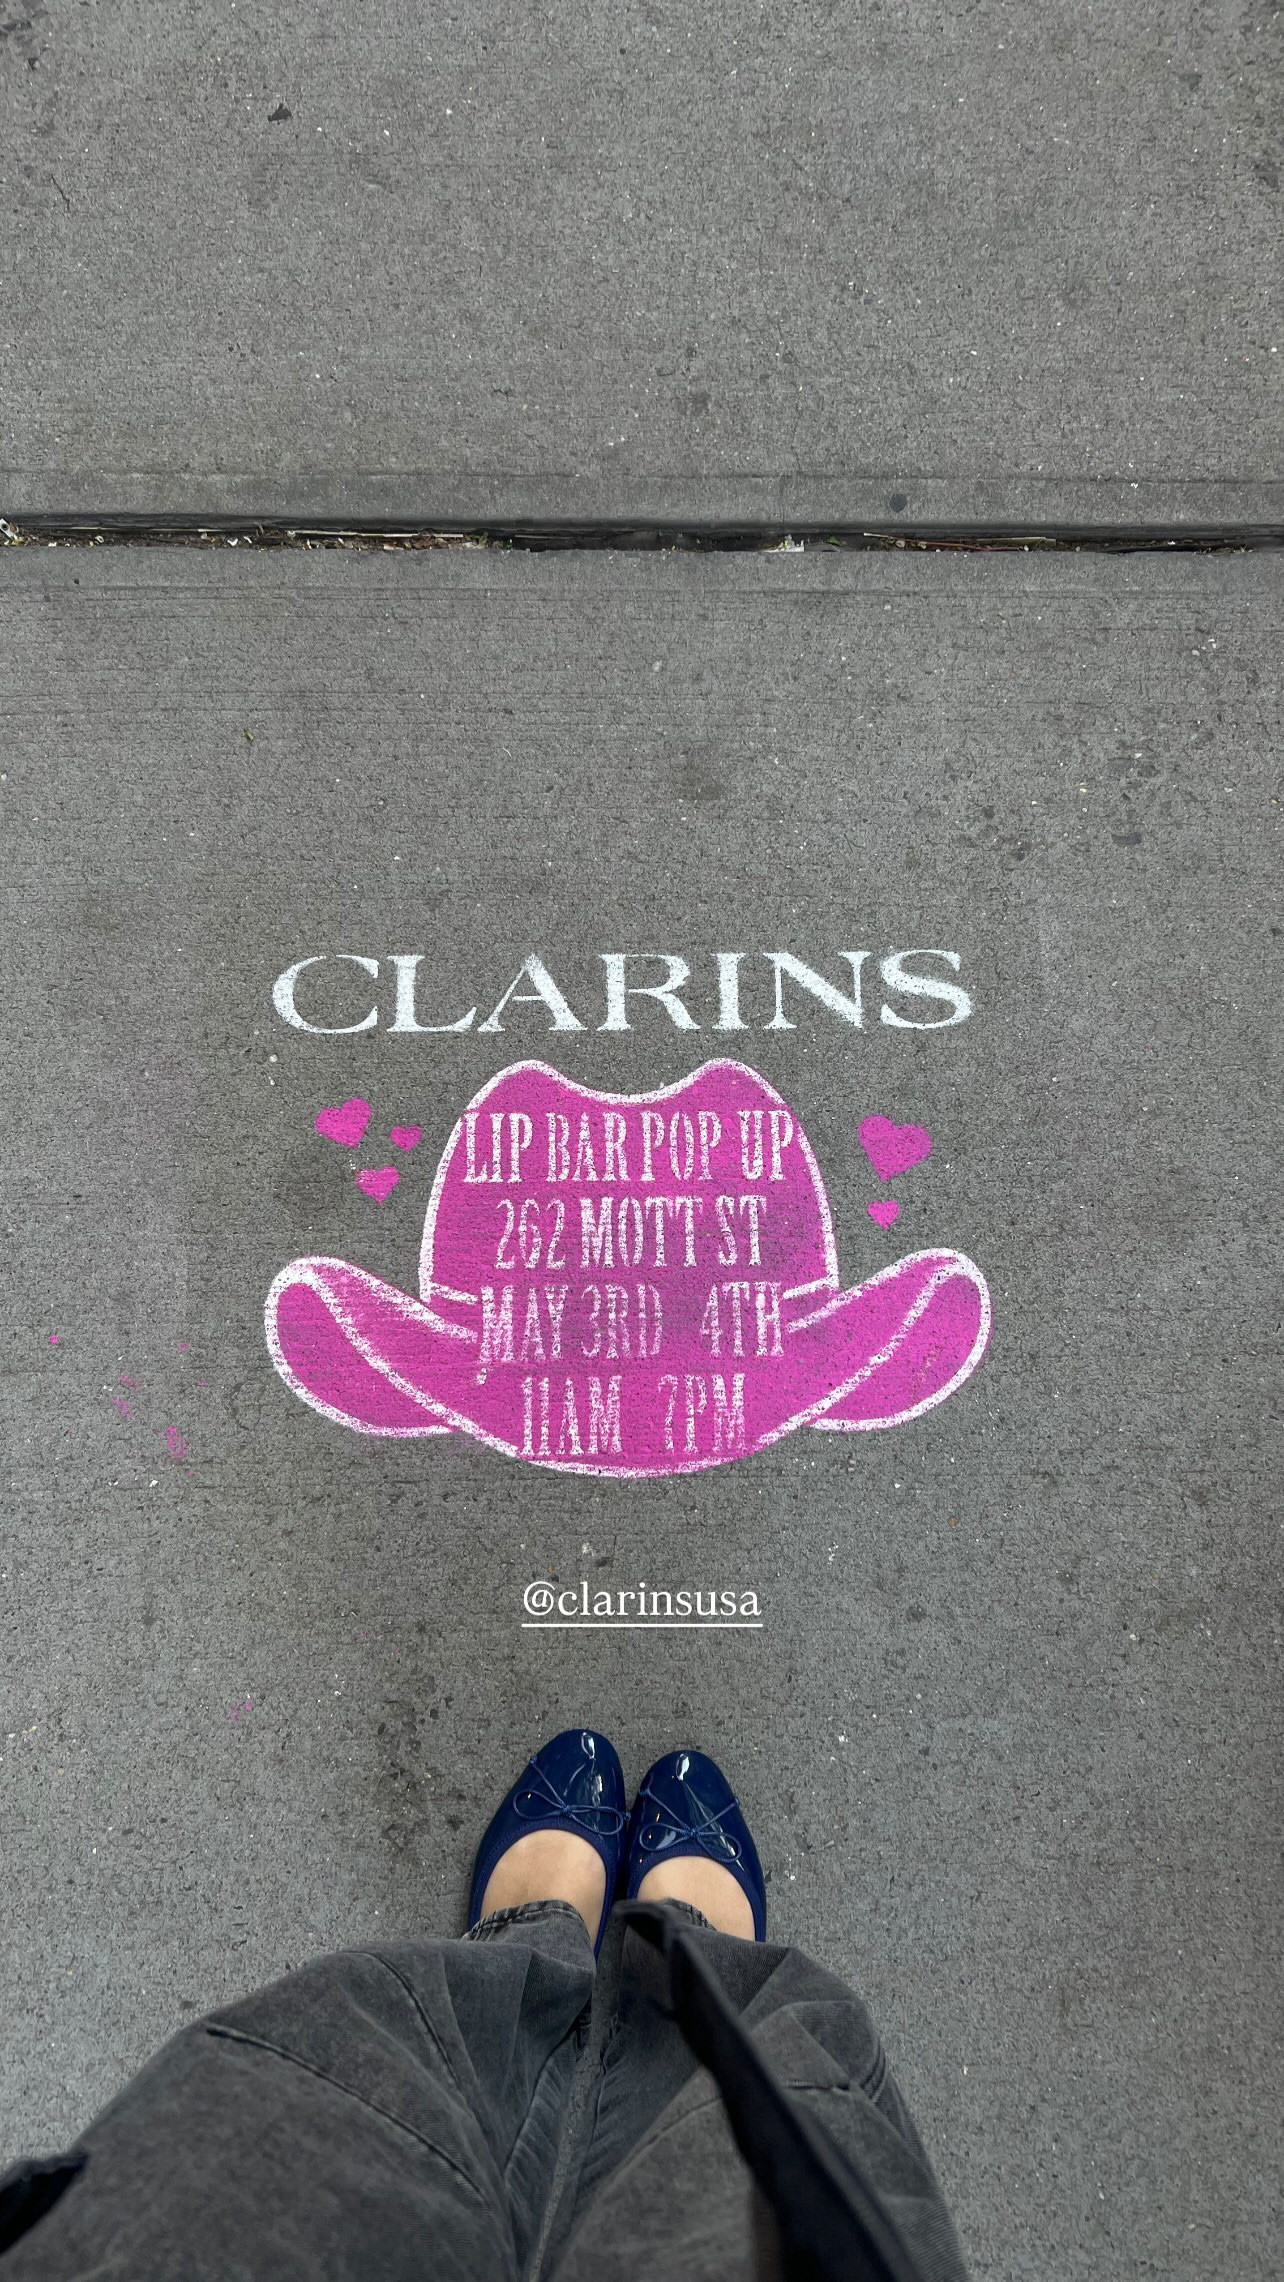 CLARINS
LIP BAR POP UP
262 MOTT ST
MAY 3RD 4TH
11AM 7PM
@clarinsusa